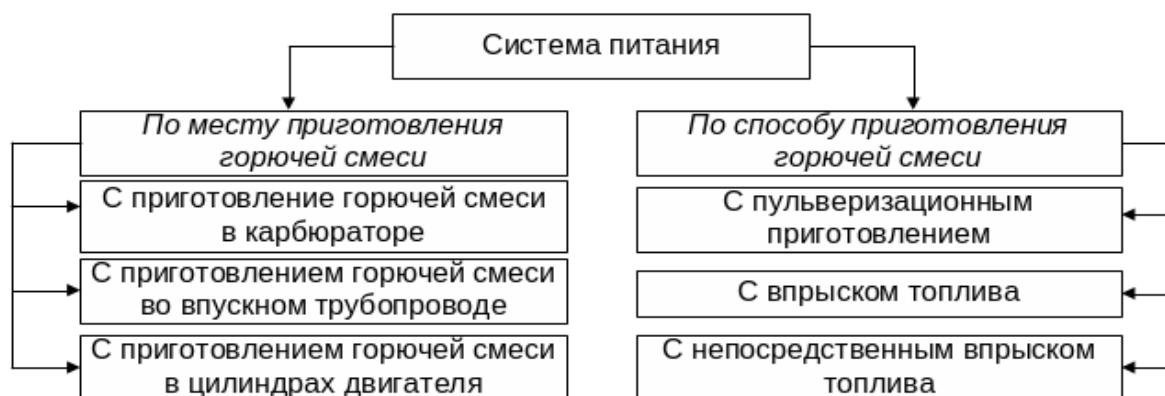 Система питания
По месту приготовления
горючей смеси
С приготовление горючей смеси
в карбюраторе
С приготовлением горючей смеси
во впускном трубопроводе
С приготовлением горючей смеси
в цилиндрах двигателя
По способу приготовления
горючей смеси
С пульверизационным
приготовлением
С впрыском топлива
С непосредственным впрыском
топлива